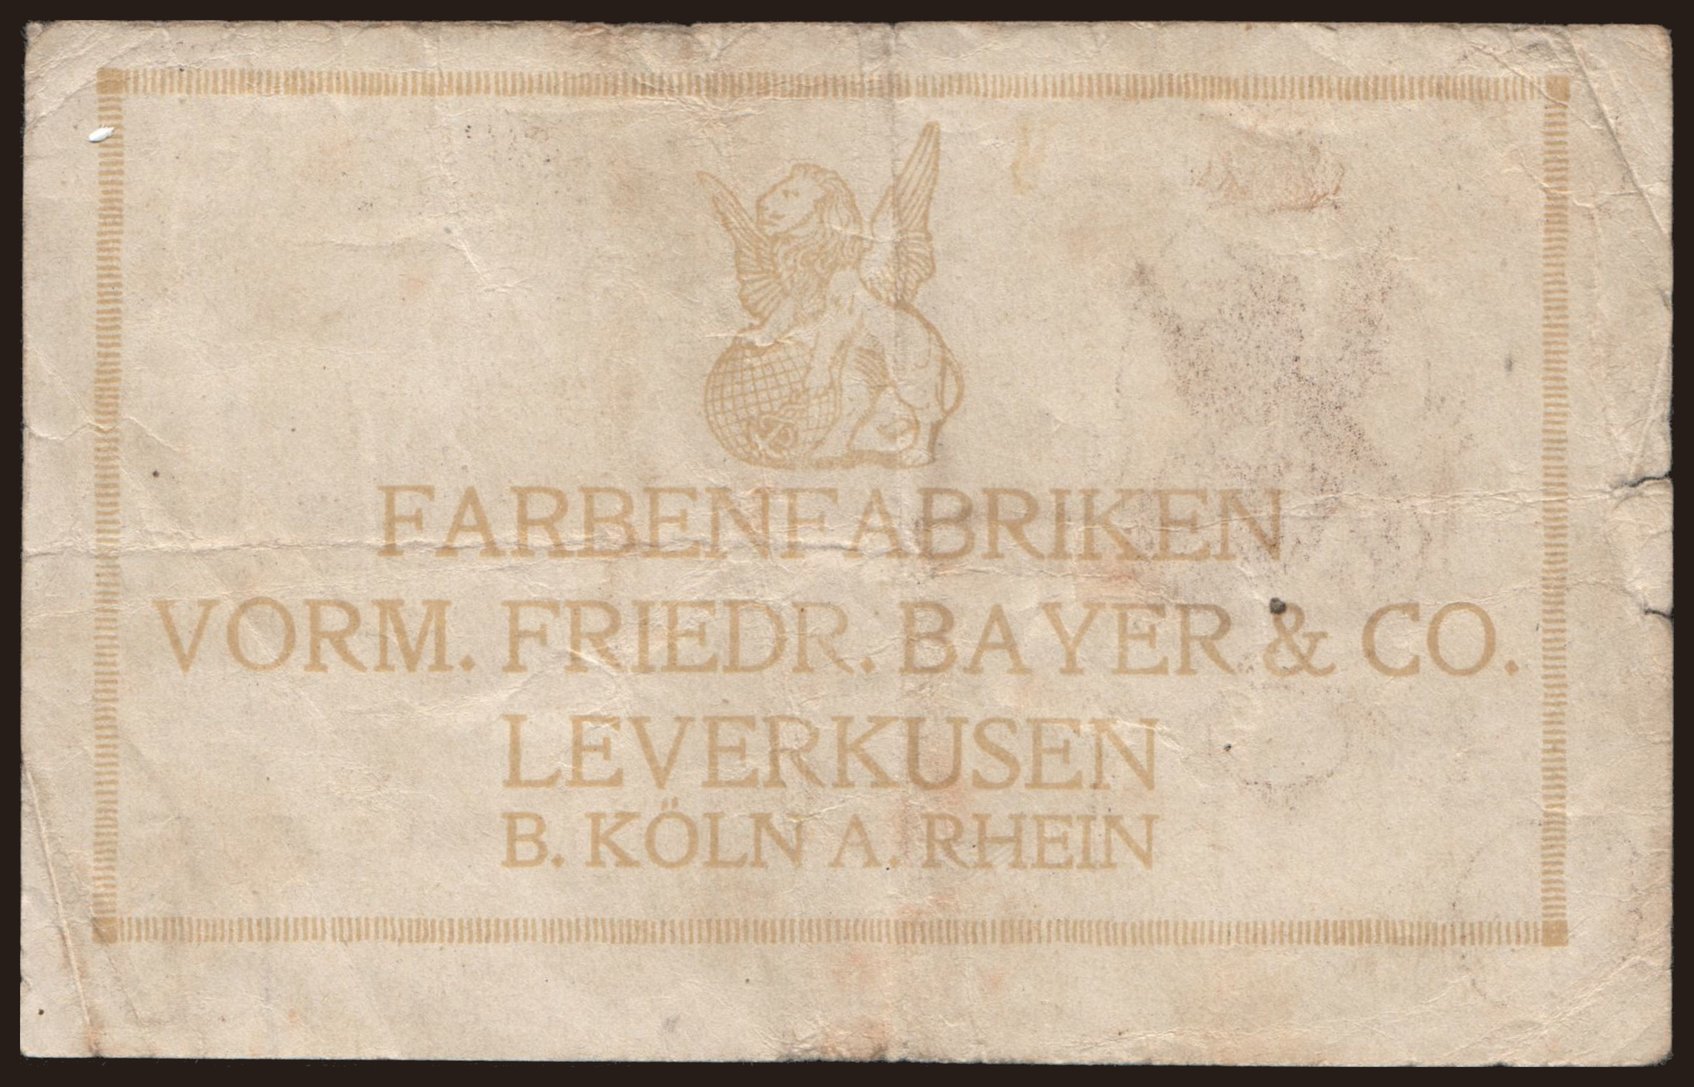 FARBENFABRIKEN
VORM. FRIEDR. BAYER & CO.
LEVERKUSEN
B. KÖLN A. RHEIN